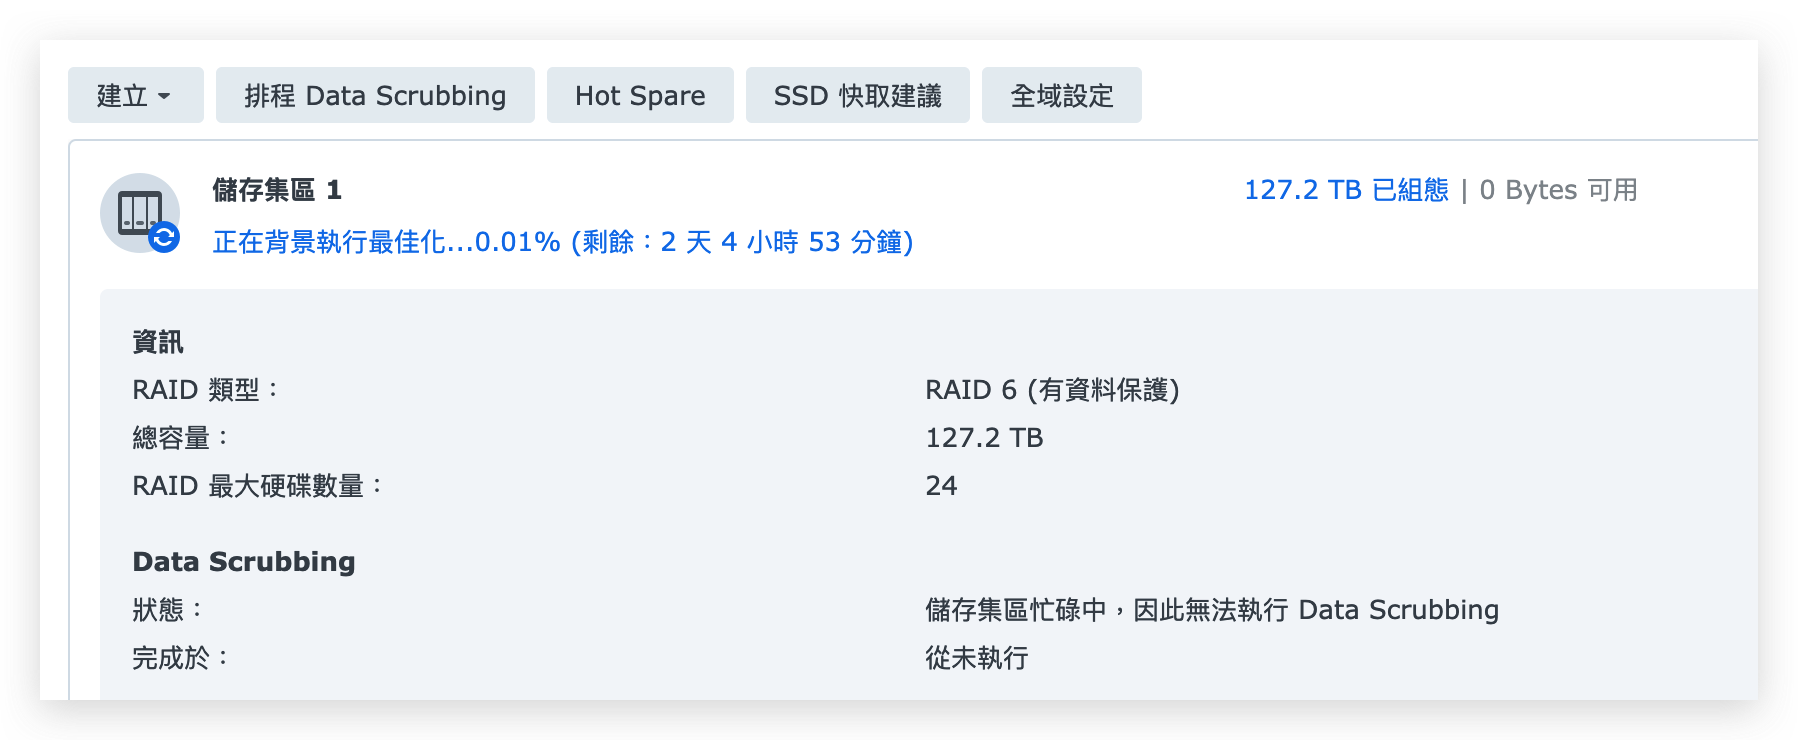 建立
排程 Data Scrubbing
Hot Spare
SSD 快取建議
全域設定
儲存集區 1
127.2 TB 已組態 | 0 Bytes 可用
正在背景執行最佳化...0.01% (剩餘：2 天 4 小時 53 分鐘)
資訊
RAID 類型： RAID 6 (有資料保護)
總容量： 127.2 TB
RAID 最大硬碟數量： 24
Data Scrubbing
狀態： 儲存集區忙碌中，因此無法執行 Data Scrubbing
完成於： 從未執行